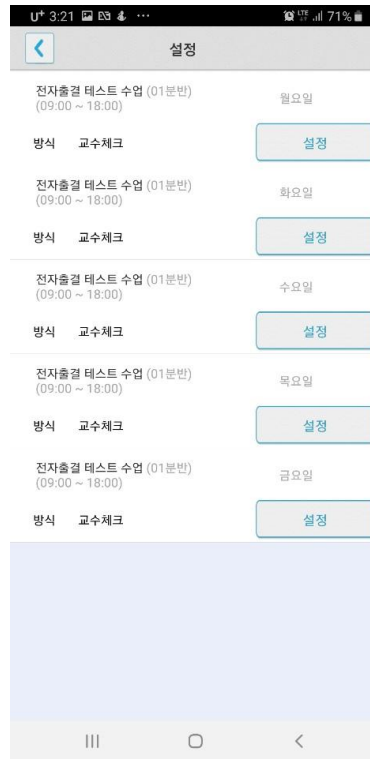 U+ 3:21 ... LTE 71%
설정
전자출결 테스트 수업 (01분반) 월요일
(09:00 ~ 18:00)
방식 교수체크 설정
전자출결 테스트 수업 (01분반) 화요일
(09:00 ~ 18:00)
방식 교수체크 설정
전자출결 테스트 수업 (01분반) 수요일
(09:00 ~ 18:00)
방식 교수체크 설정
전자출결 테스트 수업 (01분반) 목요일
(09:00 ~ 18:00)
방식 교수체크 설정
전자출결 테스트 수업 (01분반) 금요일
(09:00 ~ 18:00)
방식 교수체크 설정